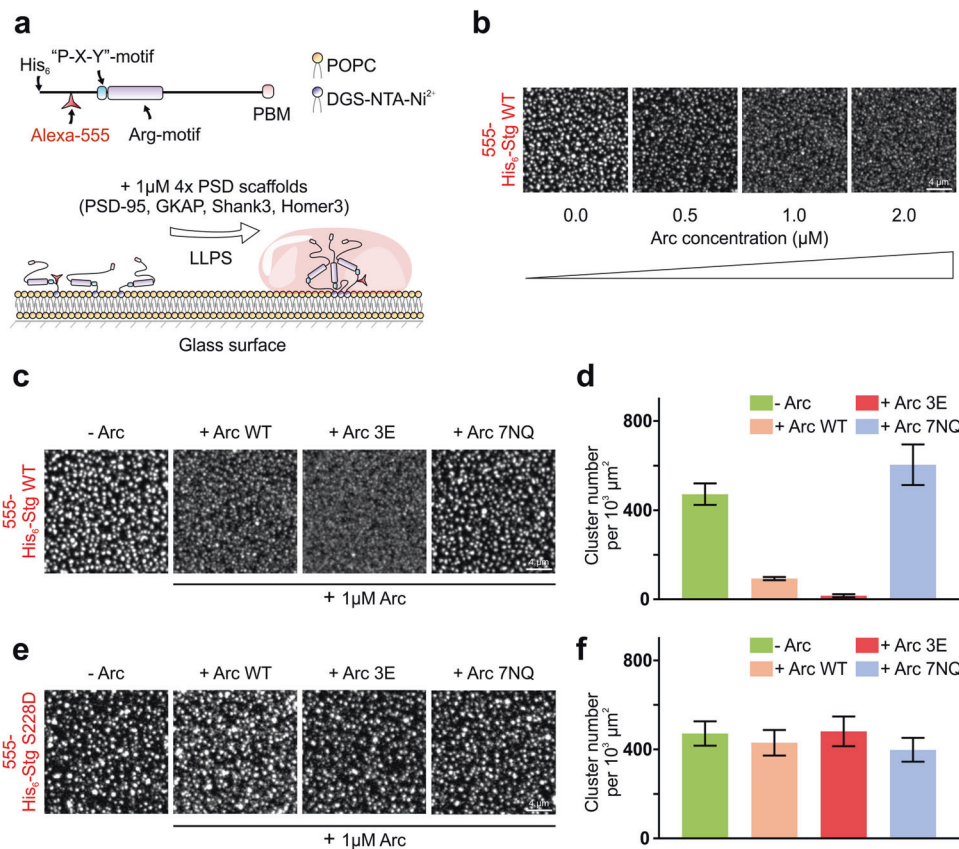 a
His6 "P-X-Y"-motif
Alexa-555
Arg-motif
PBM
POPC
DGS-NTA-Ni2+
+ 1µM 4x PSD scaffolds
(PSD-95, GKAP, Shank3, Homer3)
LLPS
Glass surface
b
555-
His6-Stg WT
4 µm
0.0 0.5 1.0 2.0
Arc concentration (µM)
c
- Arc + Arc WT + Arc 3E + Arc 7NQ
555-
His6-Stg WT
4 µm
+ 1µM Arc
d
- Arc + Arc 3E
+ Arc WT + Arc 7NQ
Cluster number
per 10³ µm²
800
400
0
e
- Arc + Arc WT + Arc 3E + Arc 7NQ
555-
His6-Stg S228D
4 µm
+ 1µM Arc
f
- Arc + Arc 3E
+ Arc WT + Arc 7NQ
Cluster number
per 10³ µm²
800
400
0